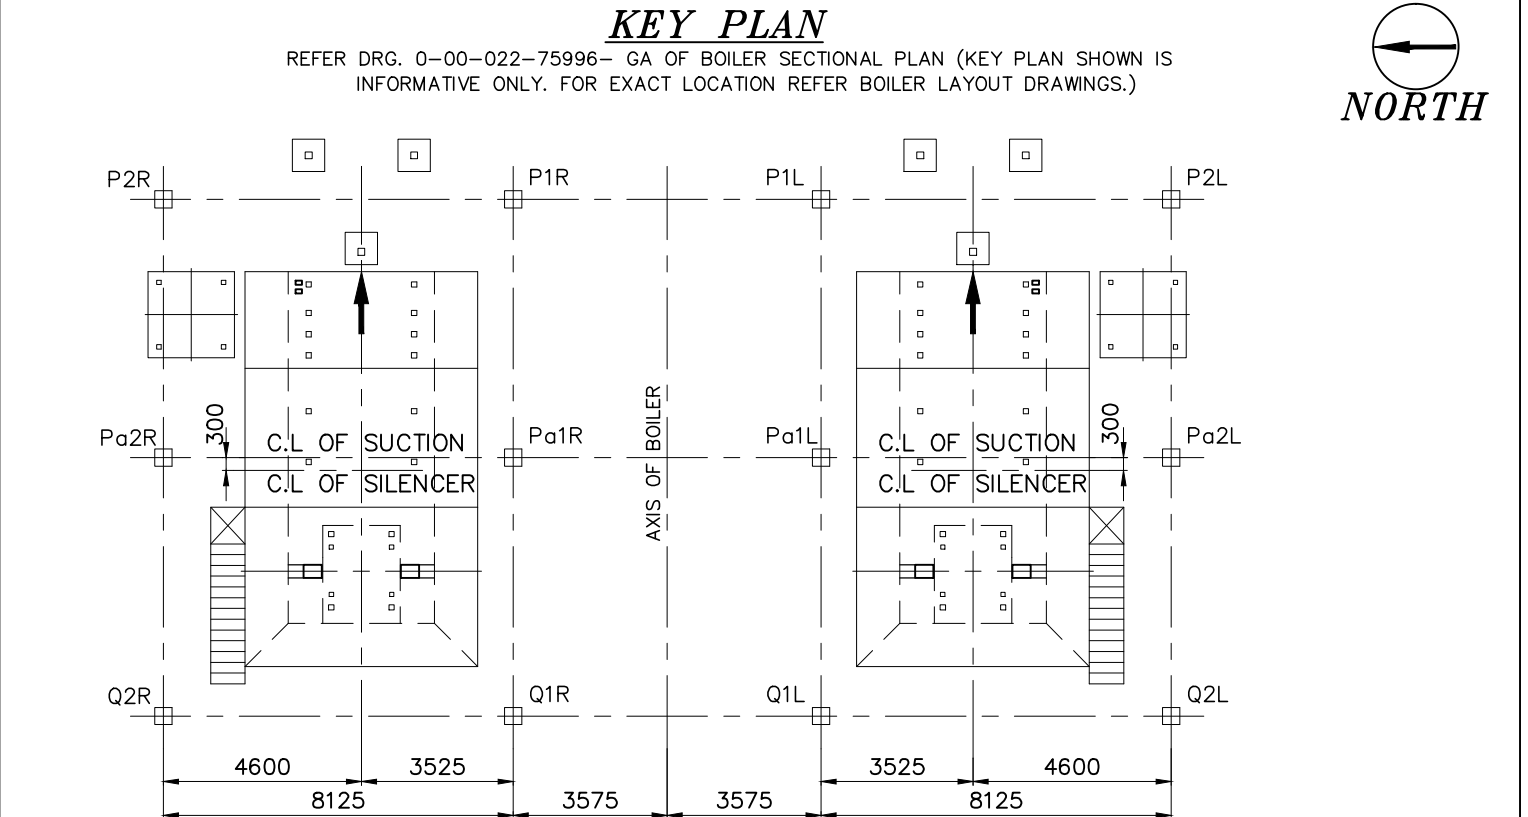 KEY PLAN
REFER DRG. 0-00-022-75996- GA OF BOILER SECTIONAL PLAN (KEY PLAN SHOWN IS
INFORMATIVE ONLY. FOR EXACT LOCATION REFER BOILER LAYOUT DRAWINGS.)
NORTH
P2R P1R P1L P2L
Pa2R 300 C.L OF SUCTION Pa1R AXIS OF BOILER Pa1L C.L OF SUCTION 300 Pa2L
C.L OF SILENCER C.L OF SILENCER
Q2R Q1R Q1L Q2L
4600 3525 3525 4600
8125 3575 3575 8125